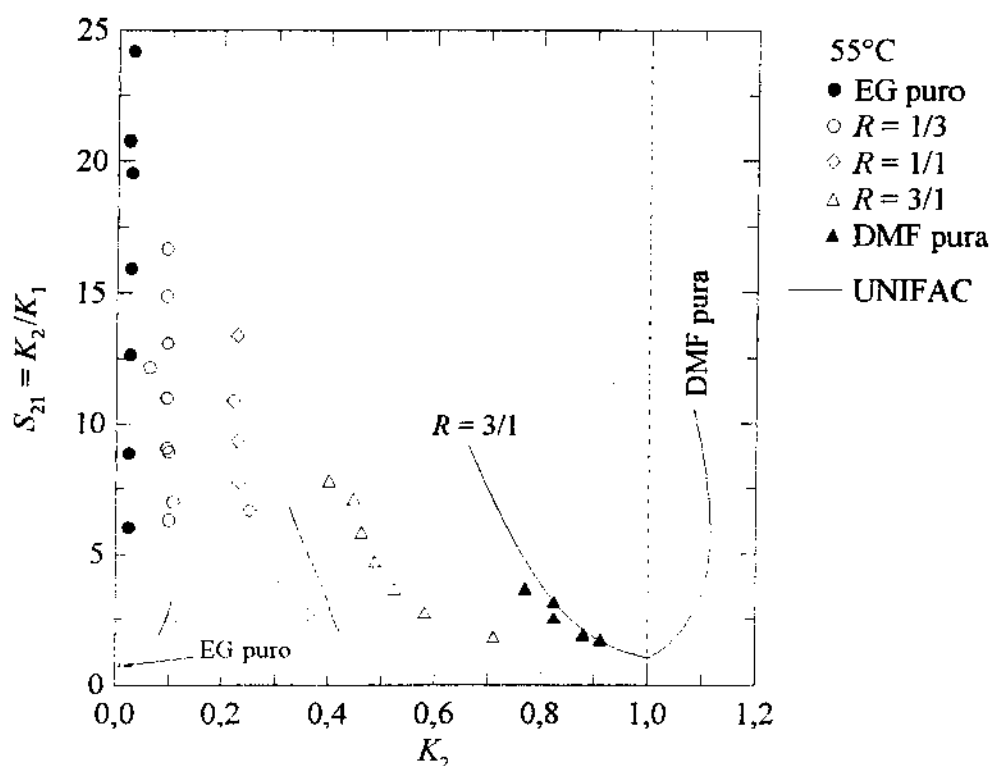 25
20
15
10
5
0
S₂₁ = K₂/K₁
0,0 0,2 0,4 0,6 0,8 1,0 1,2
K₂
EG puro
R = 3/1
DMF pura
55°C
EG puro
R = 1/3
R = 1/1
R = 3/1
DMF pura
UNIFAC